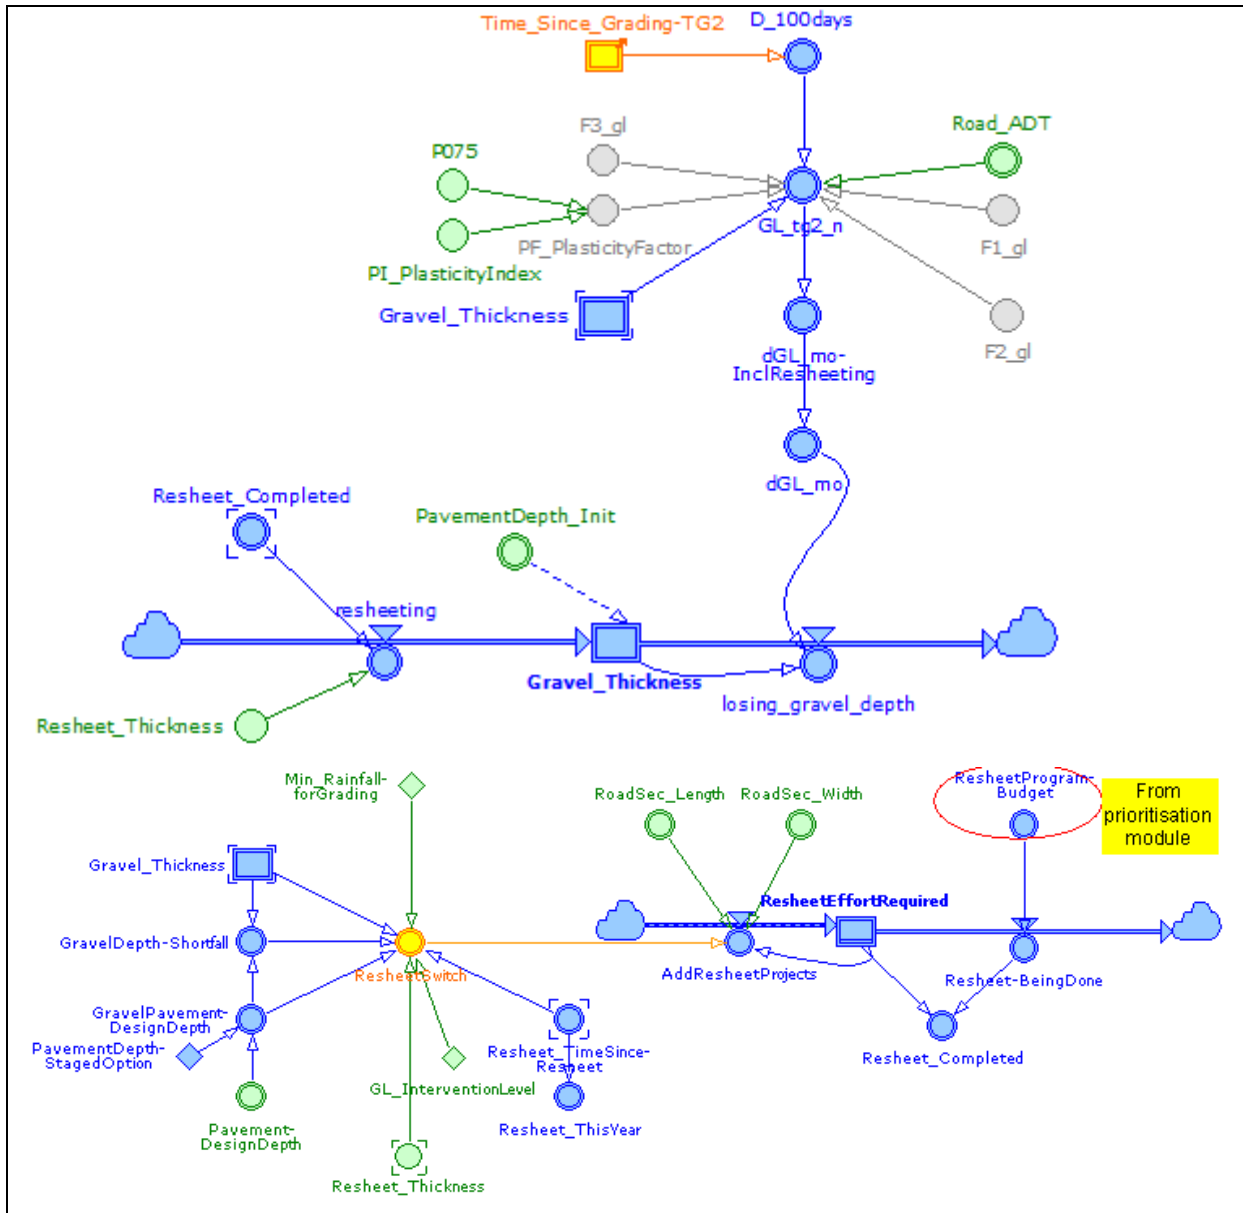 Time_Since_Grading-TG2
D_100days
F3_gl
Road_ADT
P075
GL_tg2_n
PF_PlasticityFactor
F1_gl
PI_PlasticityIndex
Gravel_Thickness
F2_gl
dGL_mo-
InclResheeting
dGL_mo
Resheet_Completed
PavementDepth_Init
resheeting
Gravel_Thickness
losing_gravel_depth
Resheet_Thickness
Min_Rainfall-
forGrading
RoadSec_Length
RoadSec_Width
ResheetProgram-
Budget
From
prioritisation
module
Gravel_Thickness
ResheetEffortRequired
GravelDepth-Shortfall
ResheetSwitch
AddResheetProjects
Resheet-BeingDone
GravelPavement-
DesignDepth
PavementDepth-
StagedOption
Resheet_TimeSince-
Resheet
Resheet_Completed
GL_InterventionLevel
Pavement-
DesignDepth
Resheet_ThisYear
Resheet_Thickness